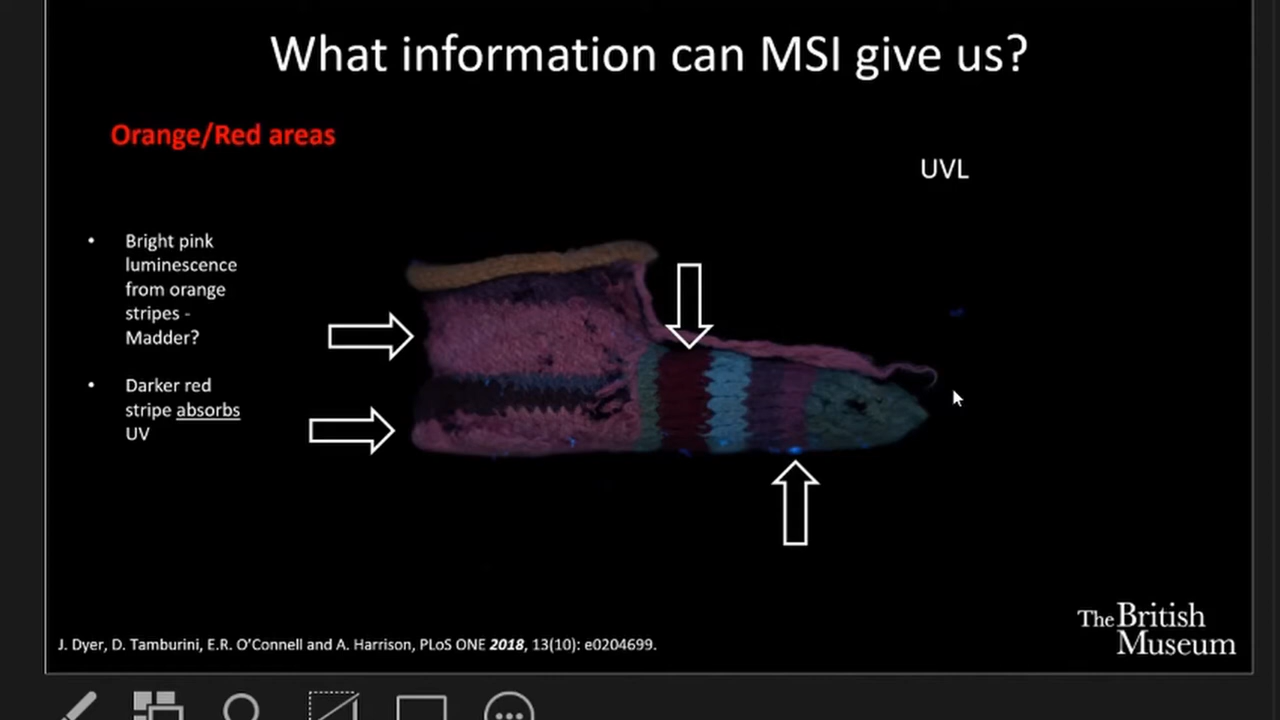 What information can MSI give us?
Orange/Red areas
UVL
• Bright pink
luminescence
from orange
stripes -
Madder?
• Darker red
stripe absorbs
UV
The British
Museum
J. Dyer, D. Tamburini, E.R. O'Connell and A. Harrison, PLoS ONE 2018, 13(10): e0204699.